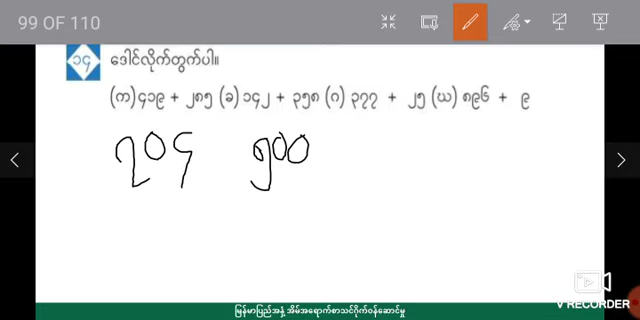 99 OF 110
၁၄ ဒေါင်လိုက်တွက်ပါ။
(က) ၄၁၉ + ၂၈၅ (ခ) ၁၄၂ + ၃၅၈ (ဂ) ၃၇၇ + ၂၅ (ဃ) ၈၉၆ + ၉
၇၀၄ ၅၀၀
V RECORDER
မြန်မာပြည်အနှံ့ အိမ်အရောက်စာသင်ဂိုက်ဝန်ဆောင်မှု